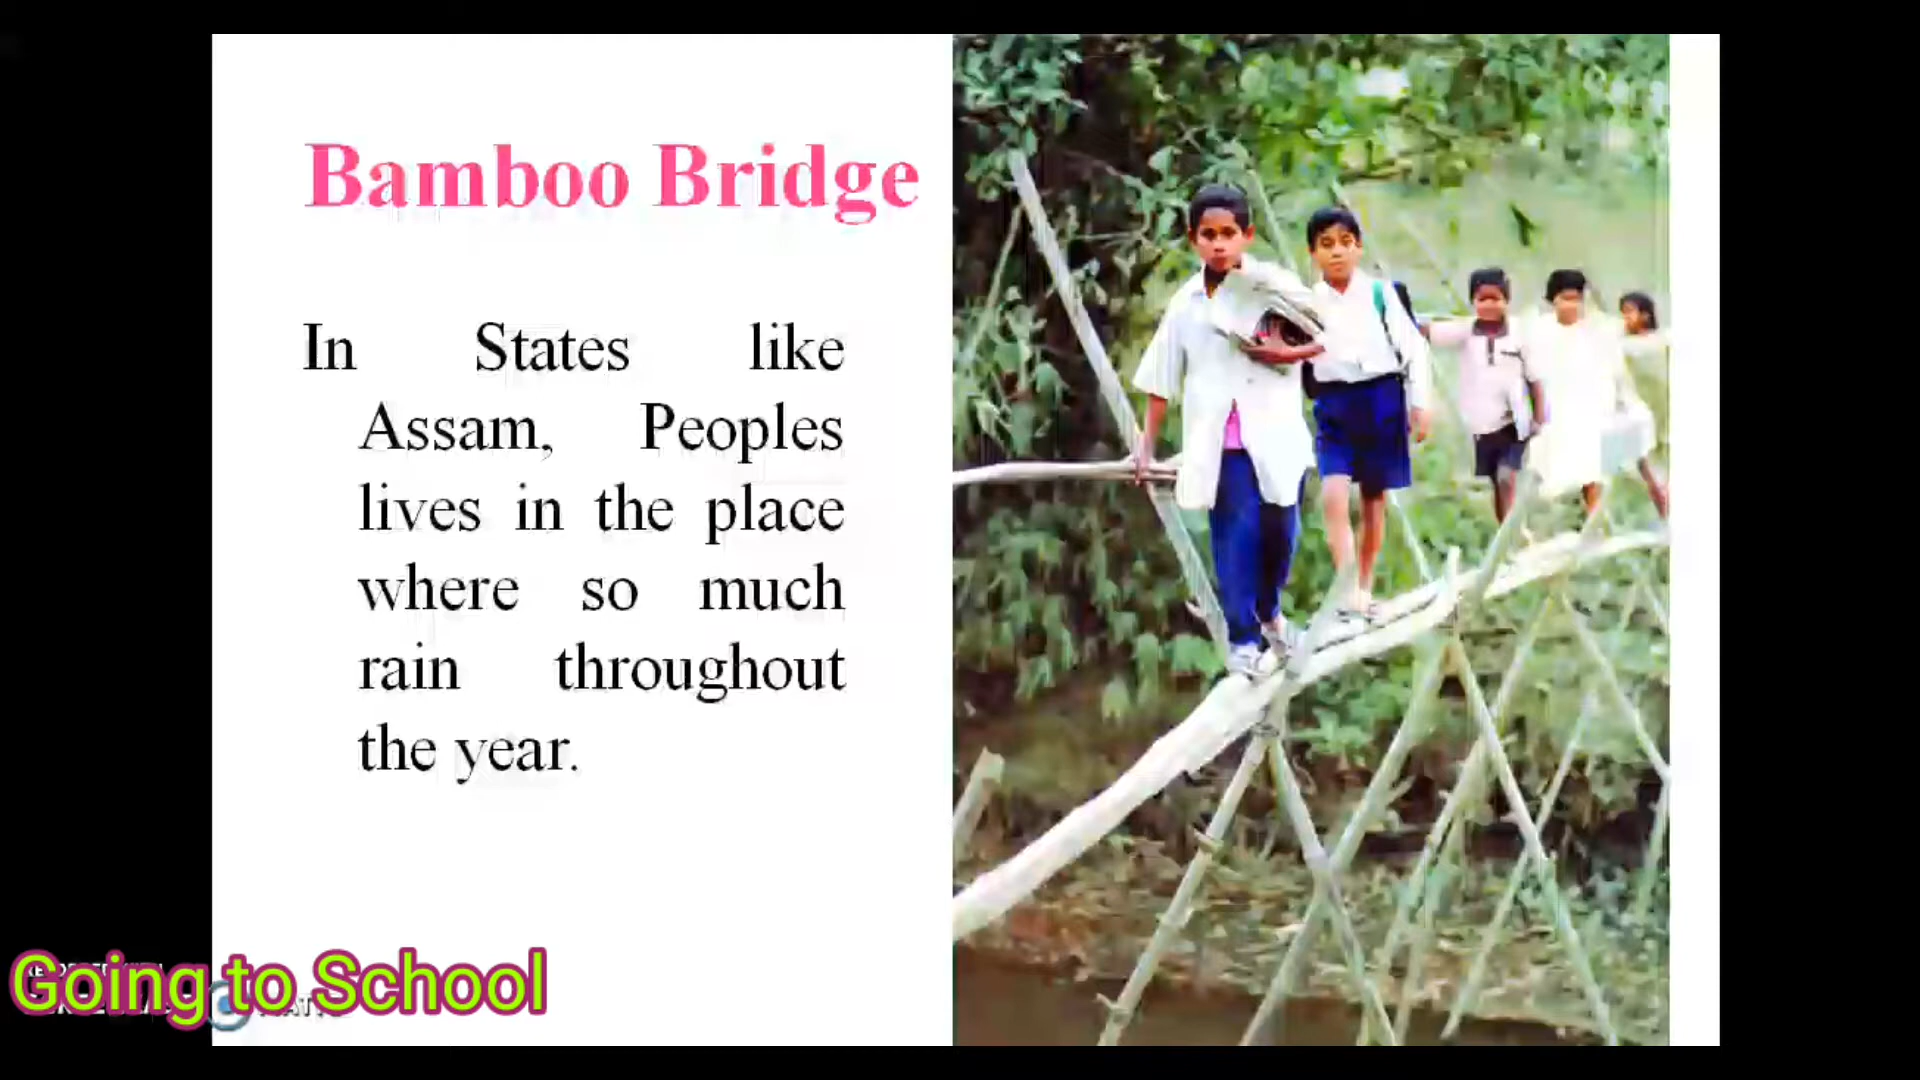 Bamboo Bridge
In States like
Assam, Peoples
lives in the place
where so much
rain throughout
the year.
Going to School